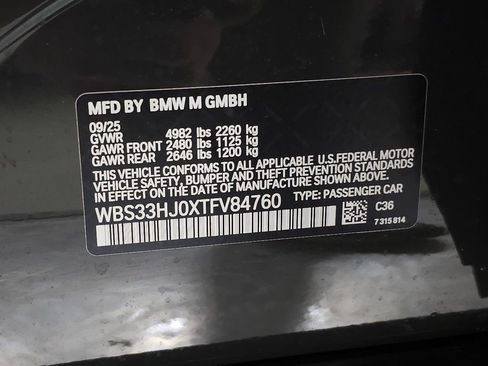 MFD BY BMW M GMBH
09/25
GVWR 4982 lbs 2260 kg
GAWR FRONT 2480 lbs 1125 kg
GAWR REAR 2646 lbs 1200 kg
THIS VEHICLE CONFORMS TO ALL APPLICABLE U.S.FEDERAL MOTOR
VEHICLE SAFETY, BUMPER, AND THEFT PREVENTION STANDARDS
IN EFFECT ON THE DATE OF MANUFACTURE SHOWN ABOVE.
WBS33HJ0XTFV84760 TYPE: PASSENGER CAR
C36
7 315 814